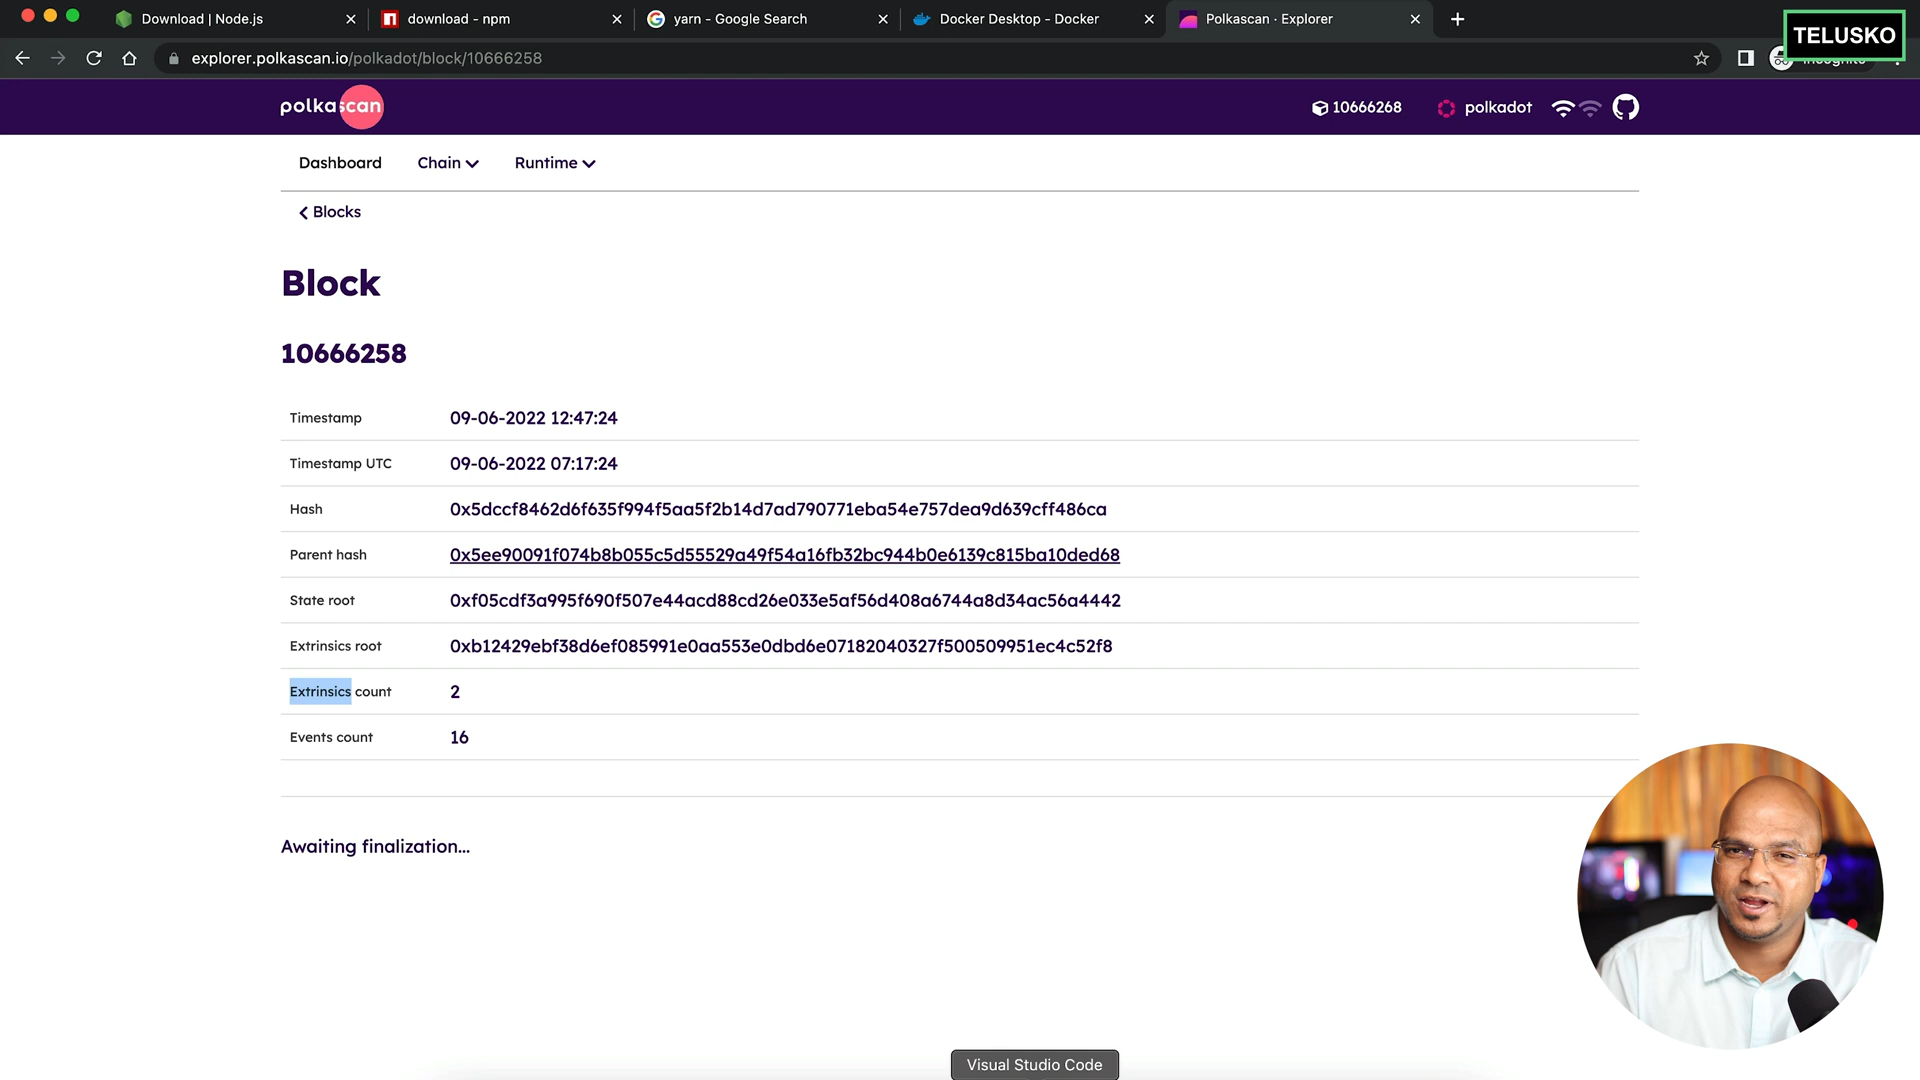 Download | Node.js
download - npm
yarn - Google Search
Docker Desktop - Docker
Polkascan · Explorer
TELUSKO
explorer.polkascan.io/polkadot/block/10666258
polkascan
10666268
polkadot
Dashboard
Chain
Runtime
Blocks
Block
10666258
Timestamp 09-06-2022 12:47:24
Timestamp UTC 09-06-2022 07:17:24
Hash 0x5dccf8462d6f635f994f5aa5f2b14d7ad790771eba54e757dea9d639cff486ca
Parent hash 0x5ee90091f074b8b055c5d55529a49f54a16fb32bc944b0e6139c815ba10ded68
State root 0xf05cdf3a995f690f507e44acd88cd26e033e5af56d408a6744a8d34ac56a4442
Extrinsics root 0xb12429ebf38d6ef085991e0aa553e0dbd6e07182040327f500509951ec4c52f8
Extrinsics count 2
Events count 16
Awaiting finalization...
Visual Studio Code